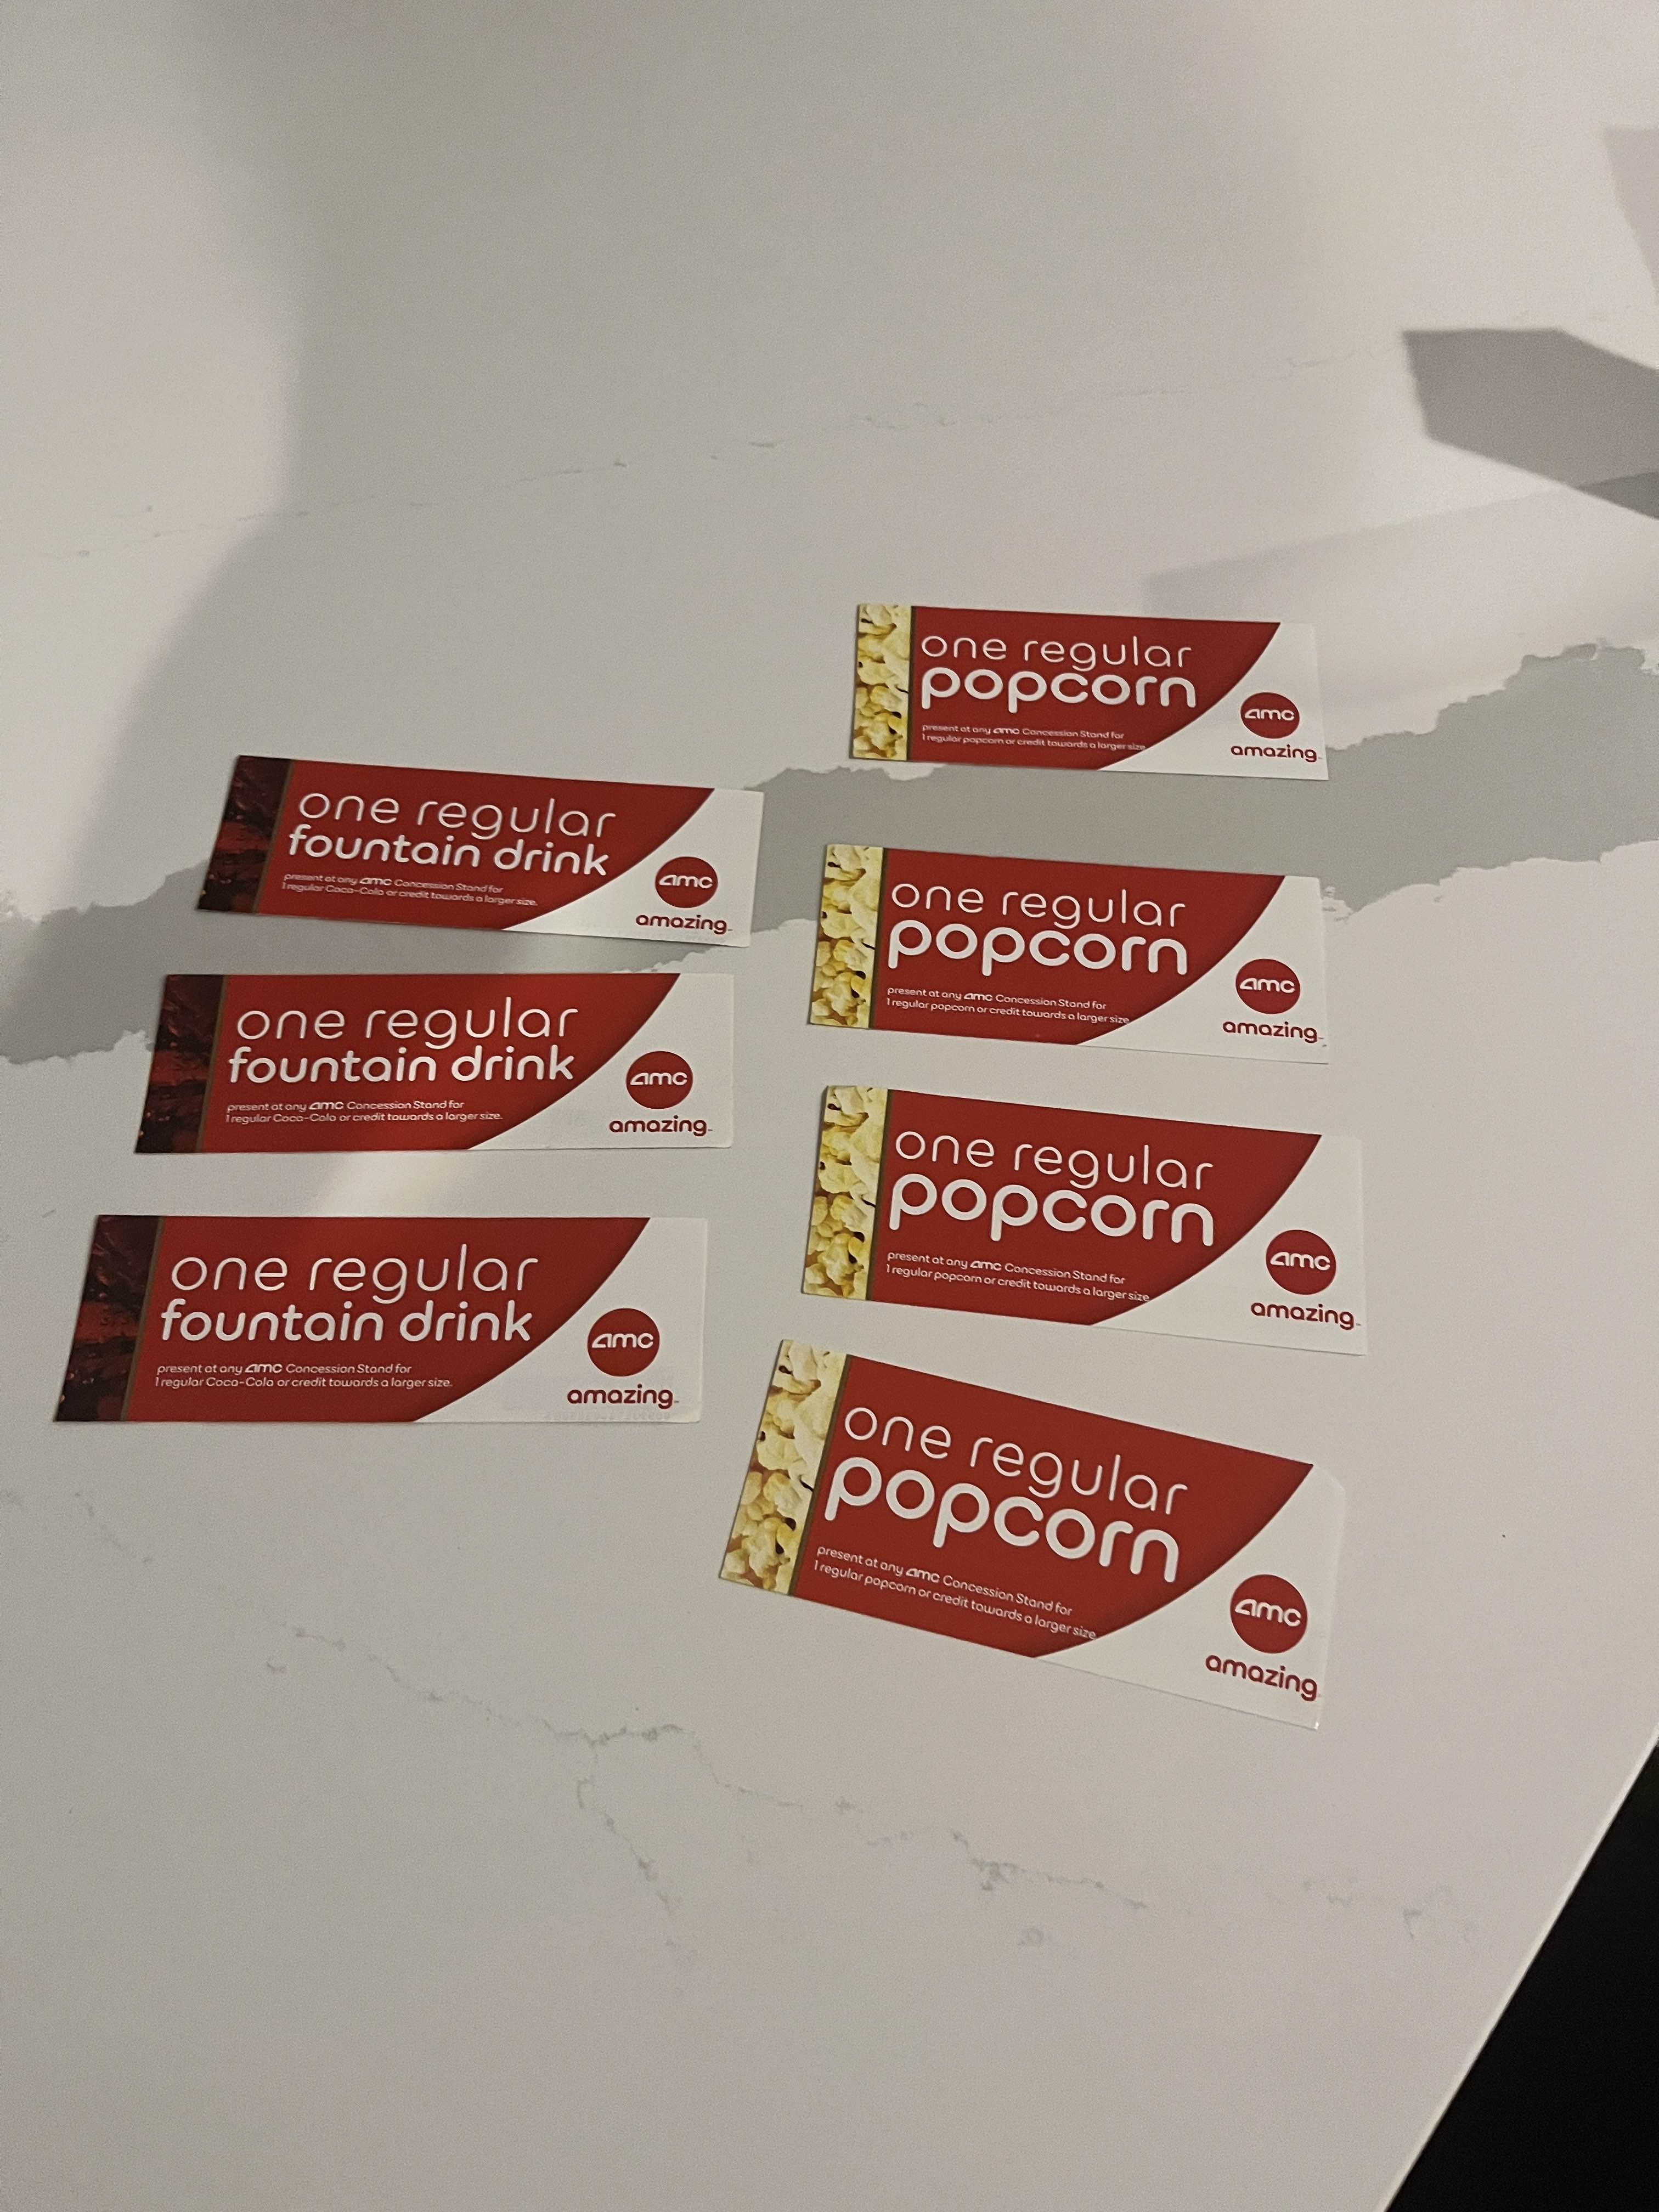 one regular
fountain drink
present at any amc Concession Stand for
1 regular Coca-Cola or credit towards a larger size.
amc
amazing
one regular
fountain drink
present at any amc Concession Stand for
1 regular Coca-Cola or credit towards a larger size.
amc
amazing
one regular
fountain drink
present at any amc Concession Stand for
1 regular Coca-Cola or credit towards a larger size.
amc
amazing
one regular
popcorn
present at any amc Concession Stand for
1 regular popcorn or credit towards a larger size
amc
amazing
one regular
popcorn
present at any amc Concession Stand for
1 regular popcorn or credit towards a larger size
amc
amazing
one regular
popcorn
present at any amc Concession Stand for
1 regular popcorn or credit towards a larger size
amc
amazing
one regular
popcorn
present at any amc Concession Stand for
1 regular popcorn or credit towards a larger size
amc
amazing